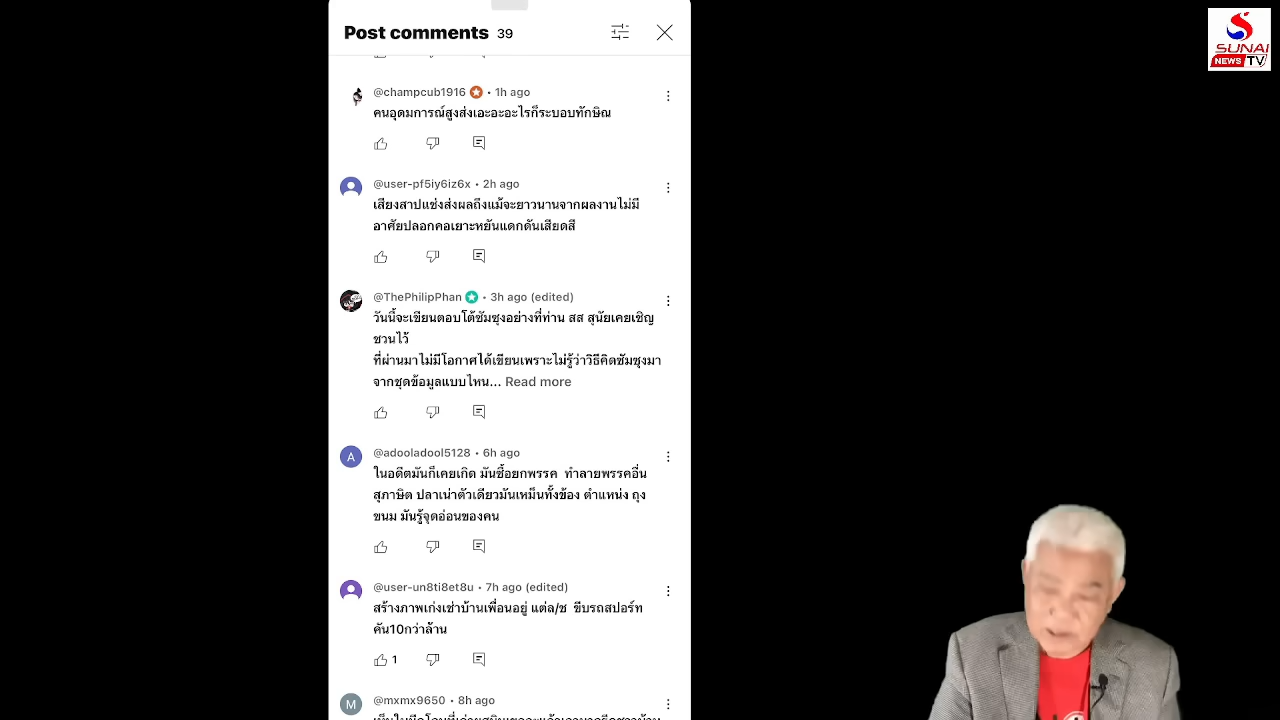 Post comments 39
SUNAI
NEWS TV
@champcub1916 • 1h ago
คนอุดมการณ์สูงส่งเอะอะอะไรก็ระบอบทักษิณ
@user-pf5iy6iz6x • 2h ago
เสียงสาปแช่งส่งผลถึงแม้จะยาวนานจากผลงานไม่มี
อาศัยปลอกคอเยาะหยันแดกดันเสียดสี
@ThePhilipPhan • 3h ago (edited)
วันนี้จะเขียนตอบโต้ซัมซุงอย่างที่ท่าน สส สุนัยเคยเชิญ
ชวนไว้
ที่ผ่านมาไม่มีโอกาศได้เขียนเพราะไม่รู้ว่าวิธีคิดซัมซุงมา
จากชุดข้อมูลแบบไหน... Read more
A
@adooladool5128 • 6h ago
ในอดีตมันก็เคยเกิด มันซื้อยกพรรค ทำลายพรรคอื่น
สุภาษิต ปลาเน่าตัวเดียวมันเหม็นทั้งข้อง ตำแหน่ง ถุง
ขนม มันรู้จุดอ่อนของคน
@user-un8ti8et8u • 7h ago (edited)
สร้างภาพเก่งเช่าบ้านเพื่อนอยู่ แต่ล/ช ขับรถสปอร์ท
คัน10กว่าล้าน
1
M
@mxmx9650 • 8h ago